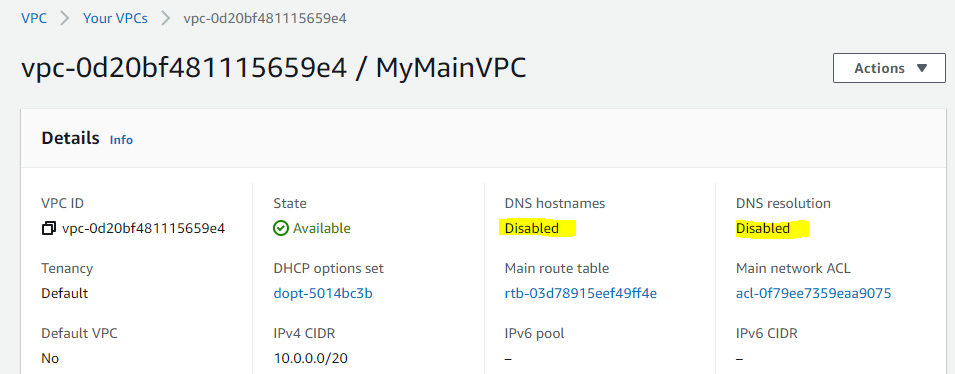 VPC > Your VPCs > vpc-0d20bf481115659e4
vpc-0d20bf481115659e4 / MyMainVPC
Actions ▼
Details Info
VPC ID State DNS hostnames DNS resolution
vpc-0d20bf481115659e4 Available Disabled Disabled
Tenancy DHCP options set Main route table Main network ACL
Default dopt-5014bc3b rtb-03d78915eef49ff4e acl-0f79ee7359eaa9075
Default VPC IPv4 CIDR IPv6 pool IPv6 CIDR
No 10.0.0.0/20 – –